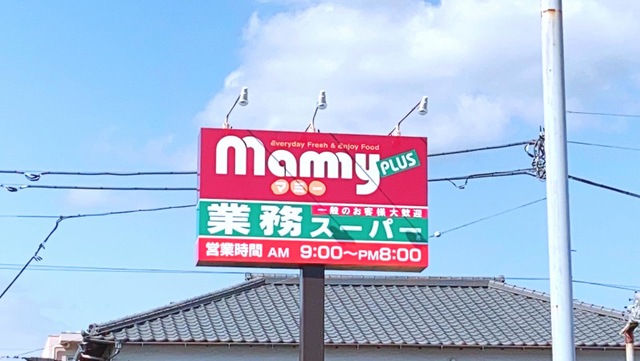 Everyday Fresh & Enjoy Food
mamy PLUS
マミー
業務スーパー 一般のお客様大歓迎
営業時間 AM 9:00～PM8:00